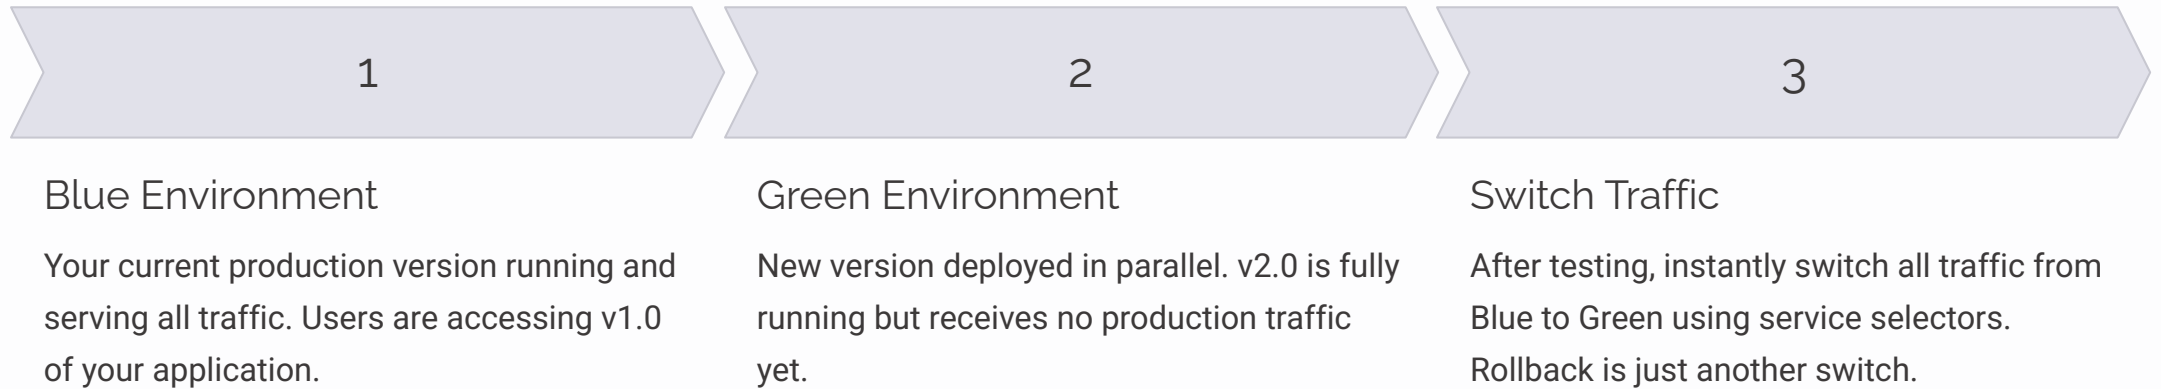 1
2
3
Blue Environment
Your current production version running and
serving all traffic. Users are accessing v1.0
of your application.
Green Environment
New version deployed in parallel. v2.0 is fully
running but receives no production traffic
yet.
Switch Traffic
After testing, instantly switch all traffic from
Blue to Green using service selectors.
Rollback is just another switch.